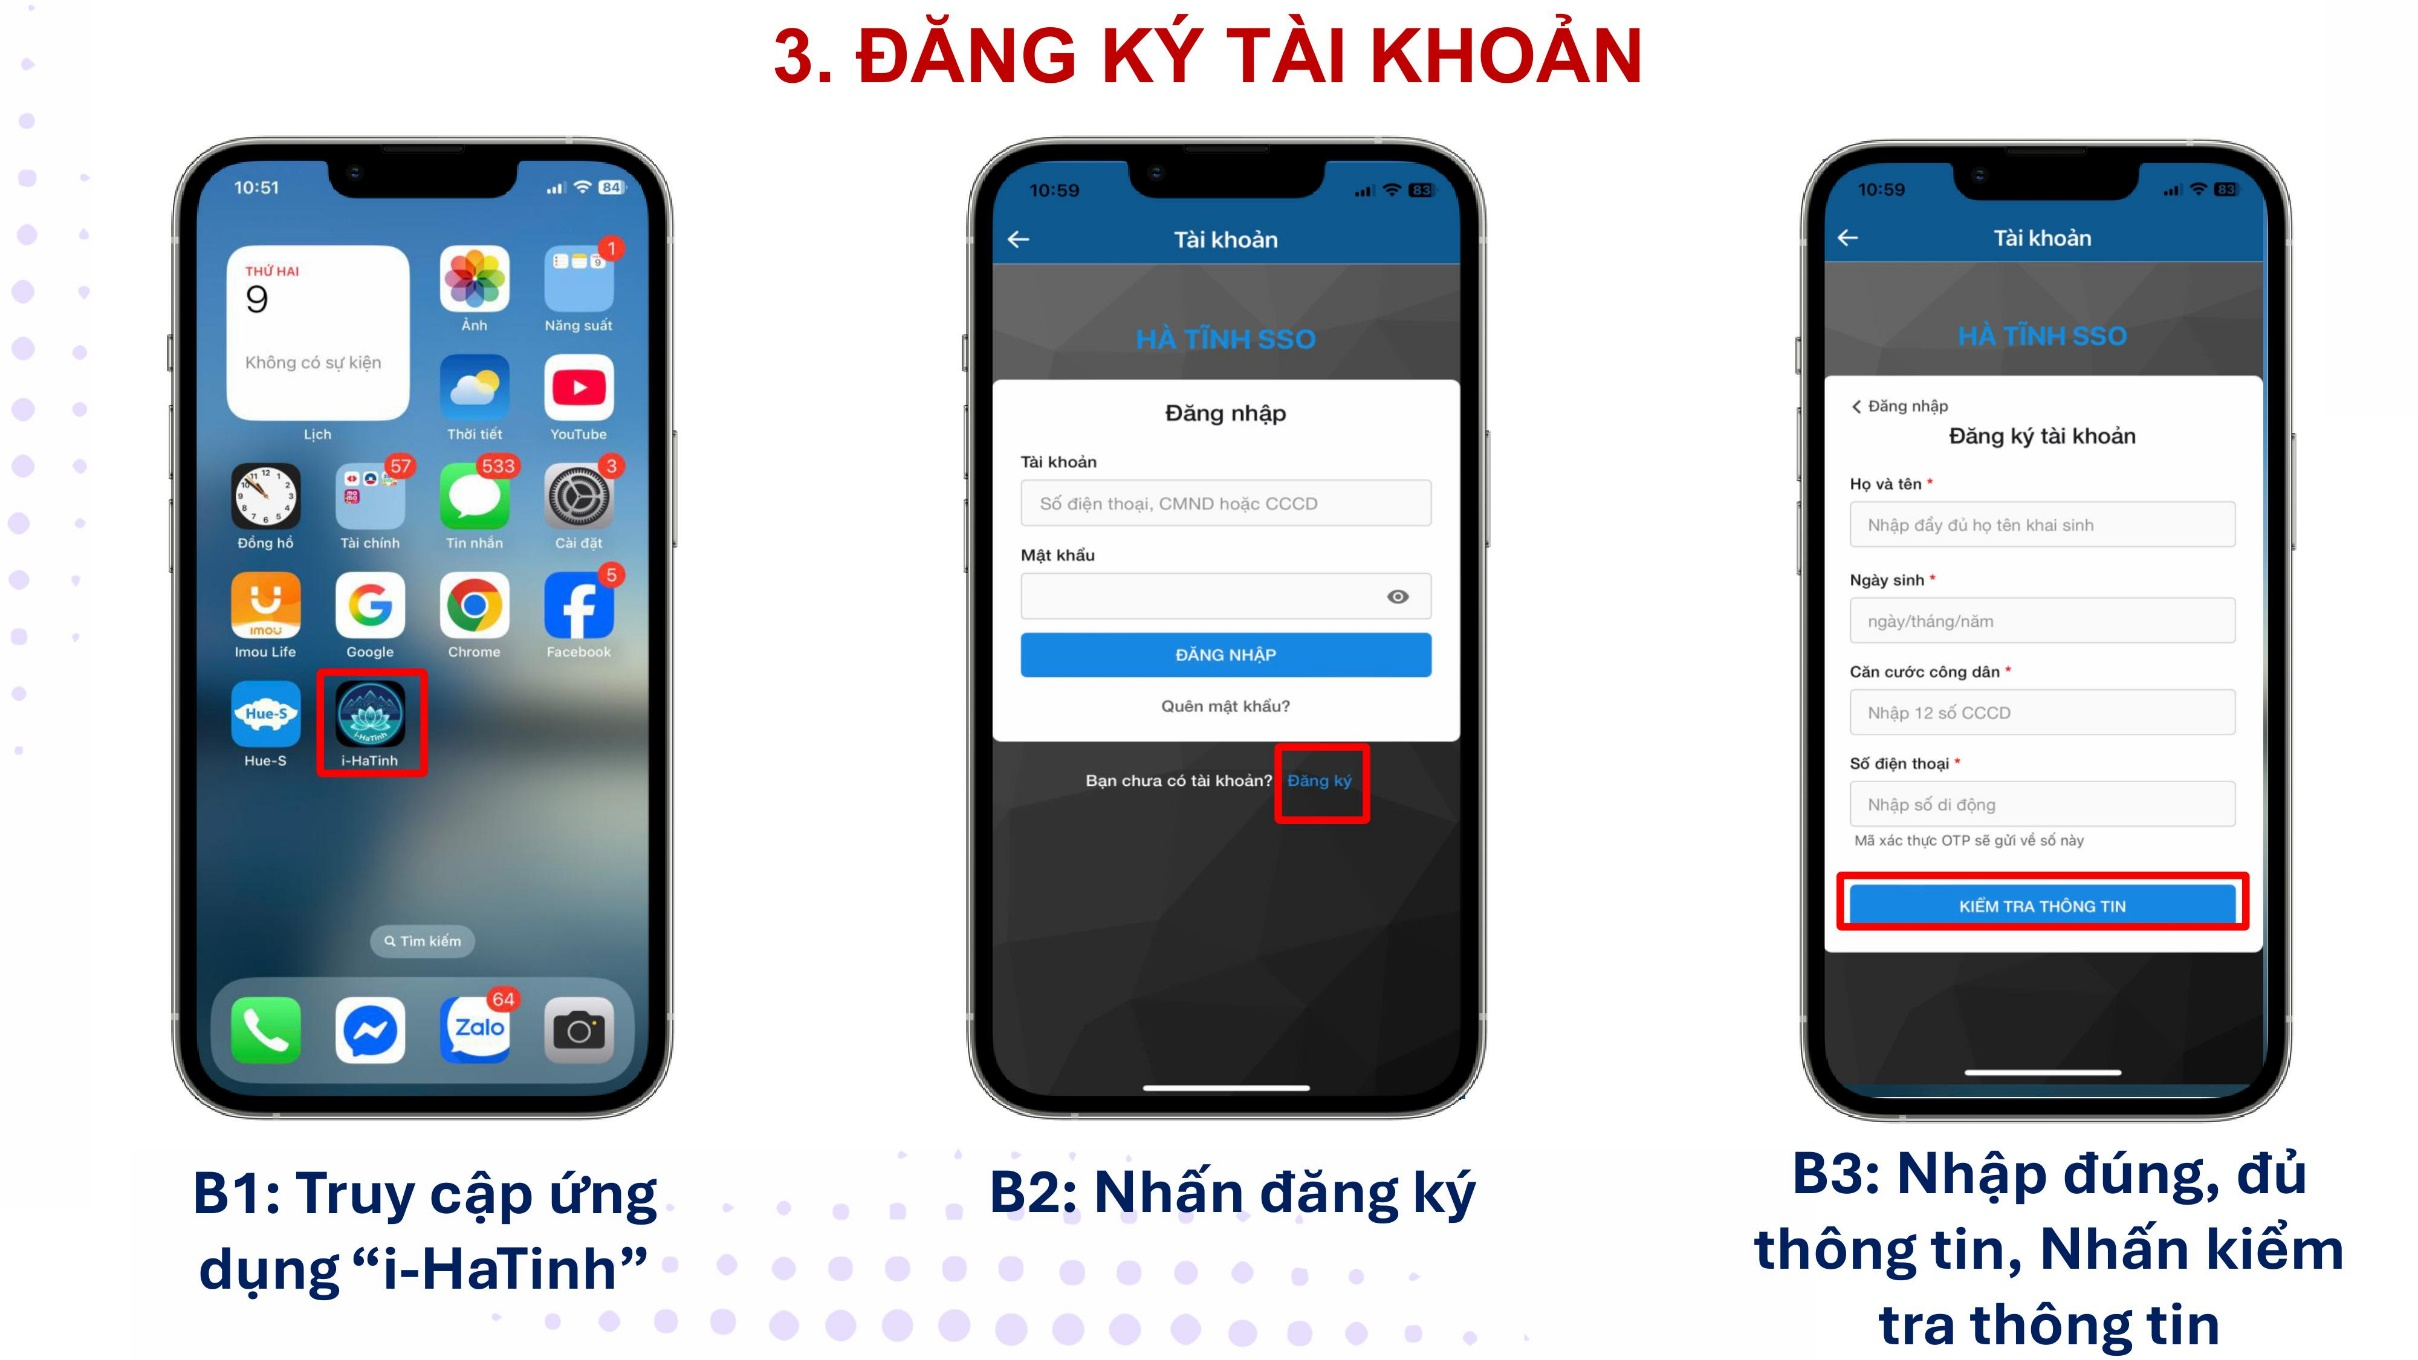 3. ĐĂNG KÝ TÀI KHOẢN
10:51
84
THỨ HAI
9
Không có sự kiện
Lịch
Ảnh
1
9
Năng suất
Thời tiết
YouTube
Đồng hồ
57
Tài chính
533
Tin nhắn
3
Cài đặt
imou
Imou Life
Google
Chrome
5
Facebook
Hue-S
Hue-S
i-HaTinh
i-HaTinh
Tìm kiếm
Zalo
64
B1: Truy cập ứng
dụng “i-HaTinh”
10:59
83
Tài khoản
HÀ TĨNH SSO
Đăng nhập
Tài khoản
Số điện thoại, CMND hoặc CCCD
Mật khẩu
ĐĂNG NHẬP
Quên mật khẩu?
Bạn chưa có tài khoản? Đăng ký
B2: Nhấn đăng ký
10:59
83
Tài khoản
HÀ TĨNH SSO
Đăng nhập
Đăng ký tài khoản
Họ và tên *
Nhập đầy đủ họ tên khai sinh
Ngày sinh *
ngày/tháng/năm
Căn cước công dân *
Nhập 12 số CCCD
Số điện thoại *
Nhập số di động
Mã xác thực OTP sẽ gửi về số này
KIỂM TRA THÔNG TIN
B3: Nhập đúng, đủ
thông tin, Nhấn kiểm
tra thông tin